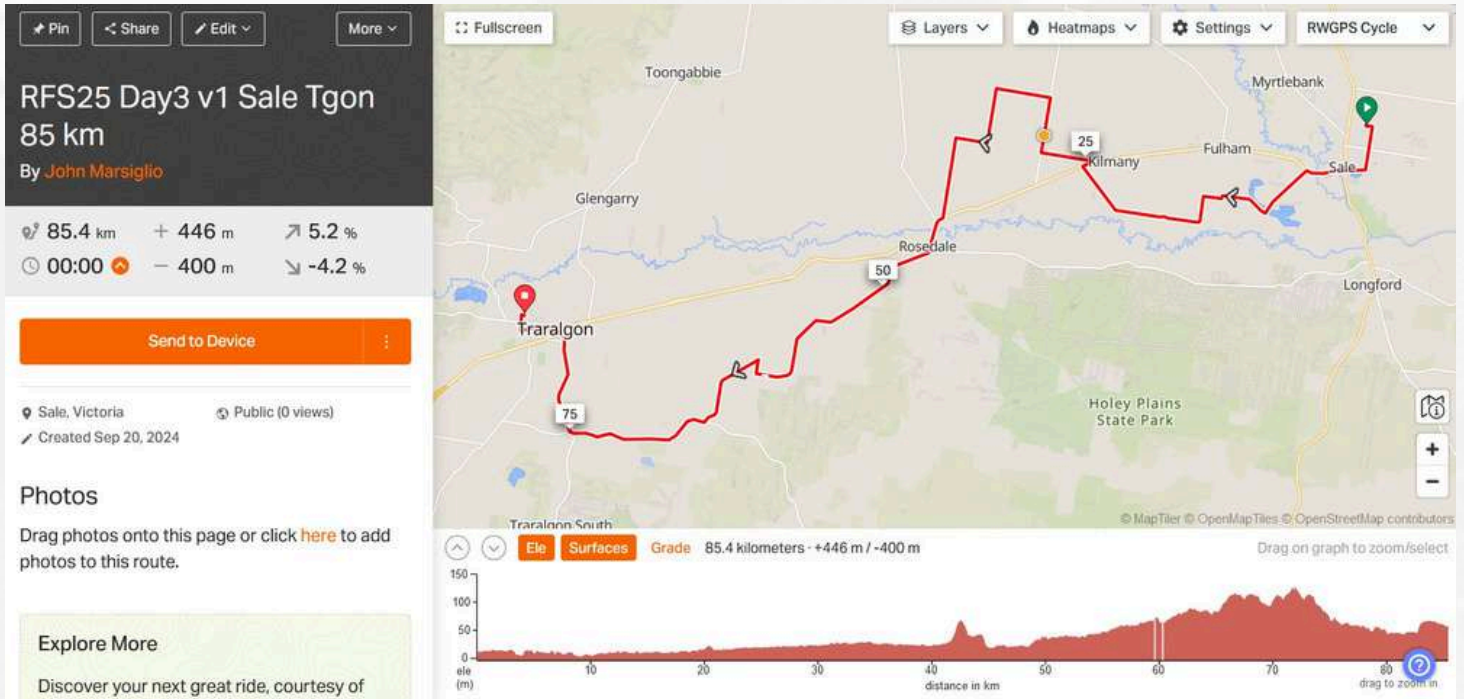 Pin
Share
Edit
More
RFS25 Day3 v1 Sale Tgon
85 km
By John Marsiglio
85.4 km + 446 m 5.2 %
00:00 − 400 m -4.2 %
Send to Device
Sale, Victoria
Public (0 views)
Created Sep 20, 2024
Photos
Drag photos onto this page or click here to add
photos to this route.
Explore More
Discover your next great ride, courtesy of
Fullscreen
Layers
Heatmaps
Settings
RWGPS Cycle
Toongabbie
Myrtlebank
25
Kilmany
Fulham
Sale
Glengarry
Rosedale
50
Longford
Traralgon
75
Holey Plains
State Park
Traralgon South
+
−
© MapTiler © OpenMapTiles © OpenStreetMap contributors
Ele
Surfaces
Grade
85.4 kilometers · +446 m / -400 m
Drag on graph to zoom/select
150
100
50
0
ele
(m)
10 20 30 40 50 60 70 80
distance in km
drag to zoom in
?